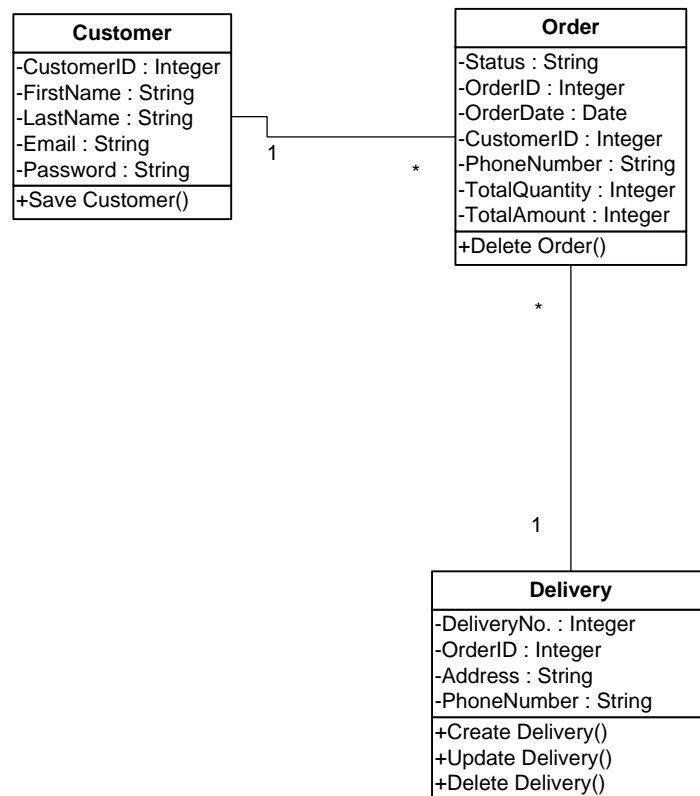 Customer
-CustomerID : Integer
-FirstName : String
-LastName : String
-Email : String
-Password : String
+Save Customer()
1
*
Order
-Status : String
-OrderID : Integer
-OrderDate : Date
-CustomerID : Integer
-PhoneNumber : String
-TotalQuantity : Integer
-TotalAmount : Integer
+Delete Order()
*
1
Delivery
-DeliveryNo. : Integer
-OrderID : Integer
-Address : String
-PhoneNumber : String
+Create Delivery()
+Update Delivery()
+Delete Delivery()